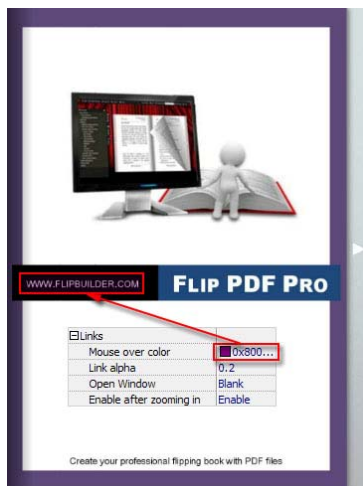 WWW.FLIPBUILDER.COM
FLIP PDF PRO
Links
Mouse over color 0x800...
Link alpha 0.2
Open Window Blank
Enable after zooming in Enable
Create your professional flipping book with PDF files